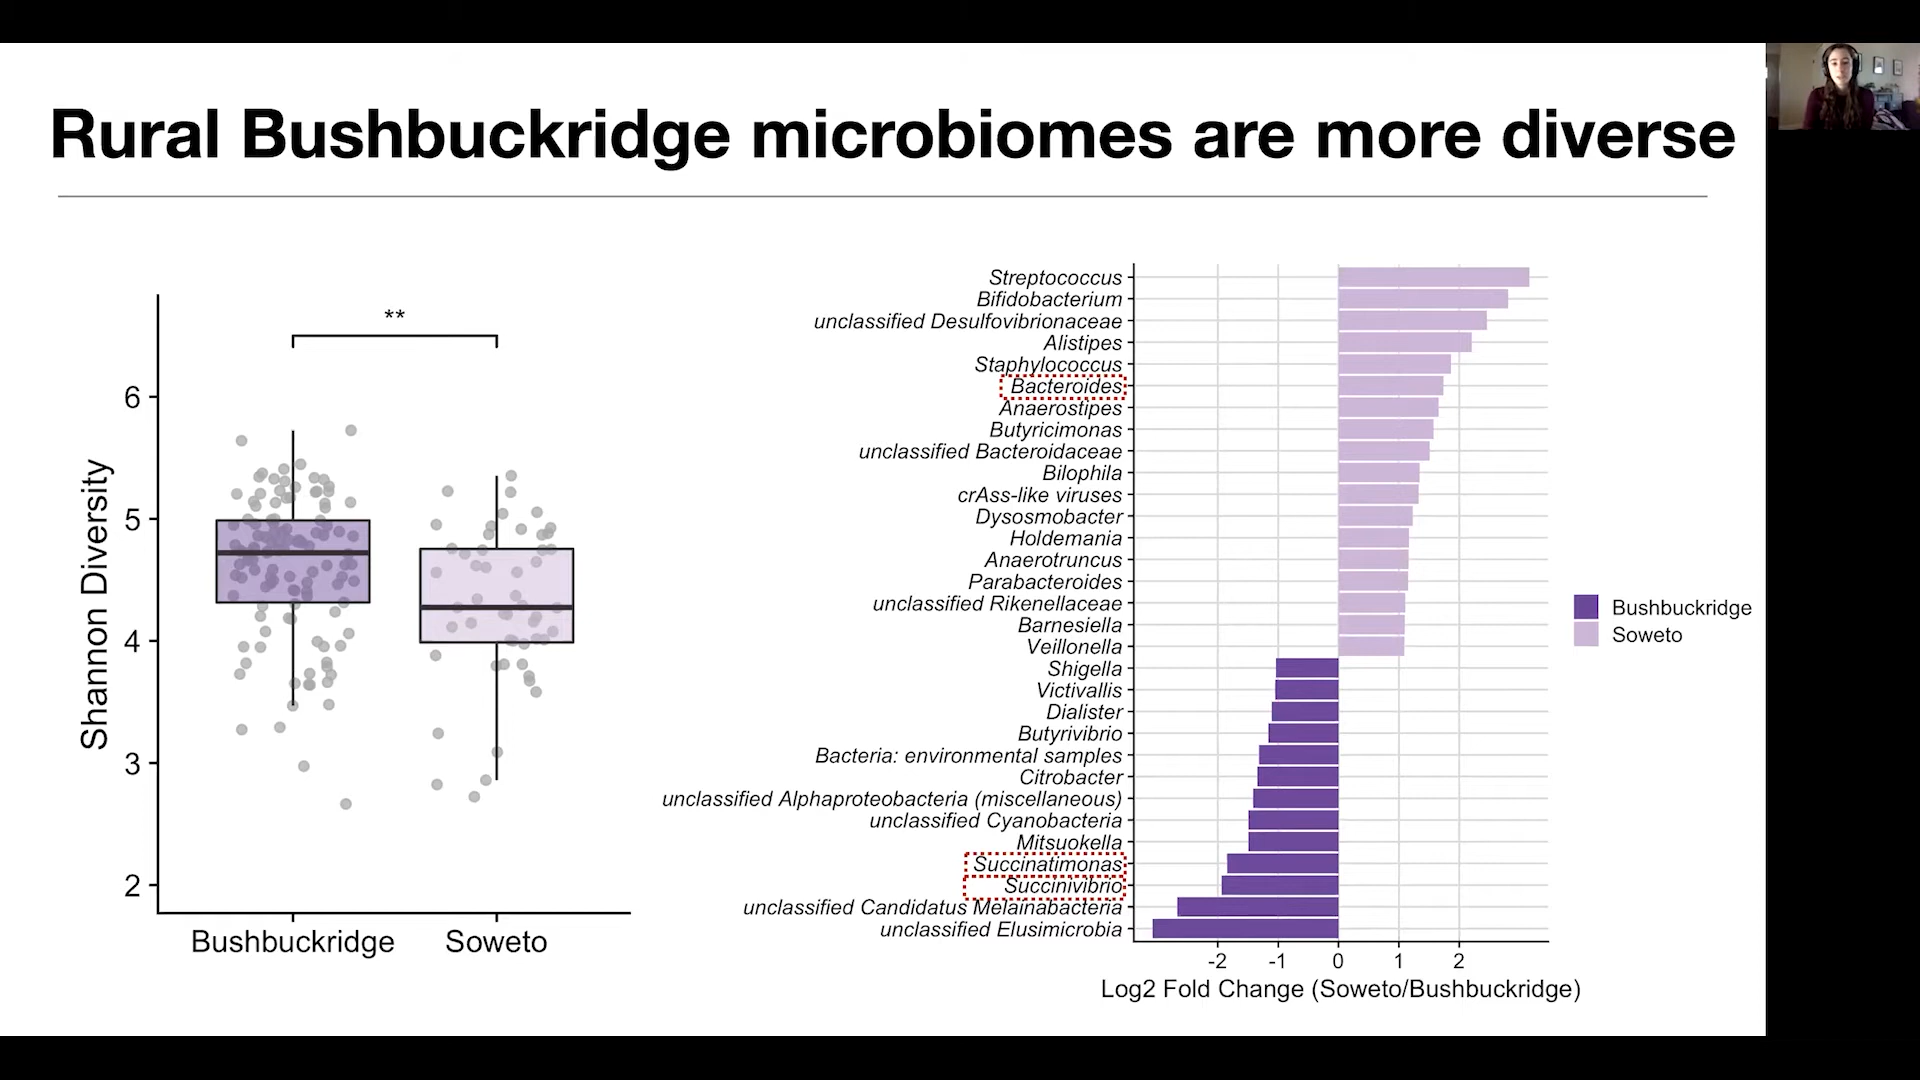 Rural Bushbuckridge microbiomes are more diverse
**
Shannon Diversity
6
5
4
3
2
Bushbuckridge
Soweto
Streptococcus
Bifidobacterium
unclassified Desulfovibrionaceae
Alistipes
Staphylococcus
Bacteroides
Anaerostipes
Butyricimonas
unclassified Bacteroidaceae
Bilophila
crAss-like viruses
Dysosmobacter
Holdemania
Anaerotruncus
Parabacteroides
unclassified Rikenellaceae
Barnesiella
Veillonella
Shigella
Victivallis
Dialister
Butyrivibrio
Bacteria: environmental samples
Citrobacter
unclassified Alphaproteobacteria (miscellaneous)
unclassified Cyanobacteria
Mitsuokella
Succinatimonas
Succinivibrio
unclassified Candidatus Melainabacteria
unclassified Elusimicrobia
-2 -1 0 1 2
Log2 Fold Change (Soweto/Bushbuckridge)
Bushbuckridge
Soweto